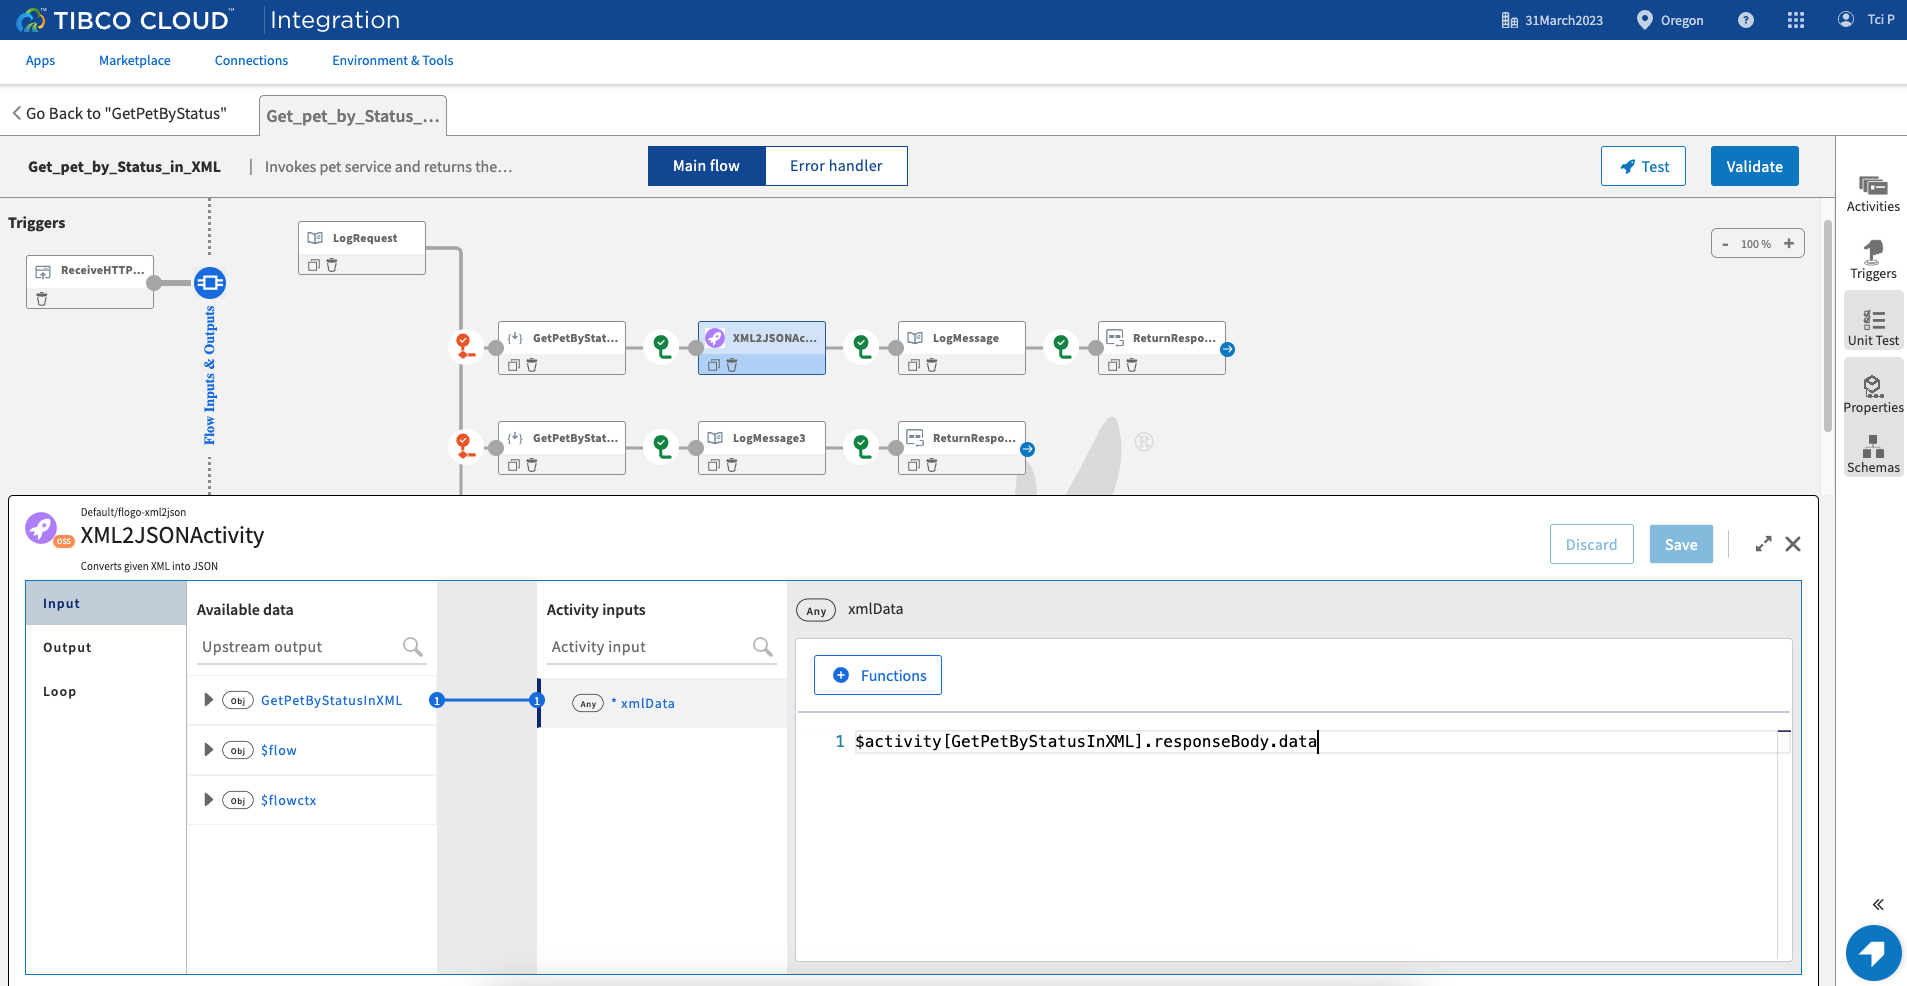 TIBCO CLOUD™ Integration
31March2023 Oregon ? Tci P
Apps Marketplace Connections Environment & Tools
Go Back to "GetPetByStatus" Get_pet_by_Status_...
Get_pet_by_Status_in_XML | Invokes pet service and returns the... Main flow Error handler Test Validate
Triggers
ReceiveHTTP...
Flow Inputs & Outputs
LogRequest
- 100 % +
GetPetByStat... XML2JSONAc... LogMessage ReturnRespo...
GetPetByStat... LogMessage3 ReturnRespo...
®
Activities
Triggers
Unit Test
Properties
Schemas
Default/flogo-xml2json
OSS XML2JSONActivity
Converts given XML into JSON
Discard Save
Input
Output
Loop
Available data
Upstream output
Obj GetPetByStatusInXML 1
Obj $flow
Obj $flowctx
Activity inputs
Activity input
1 Any * xmlData
Any xmlData
Functions
1 $activity[GetPetByStatusInXML].responseBody.data